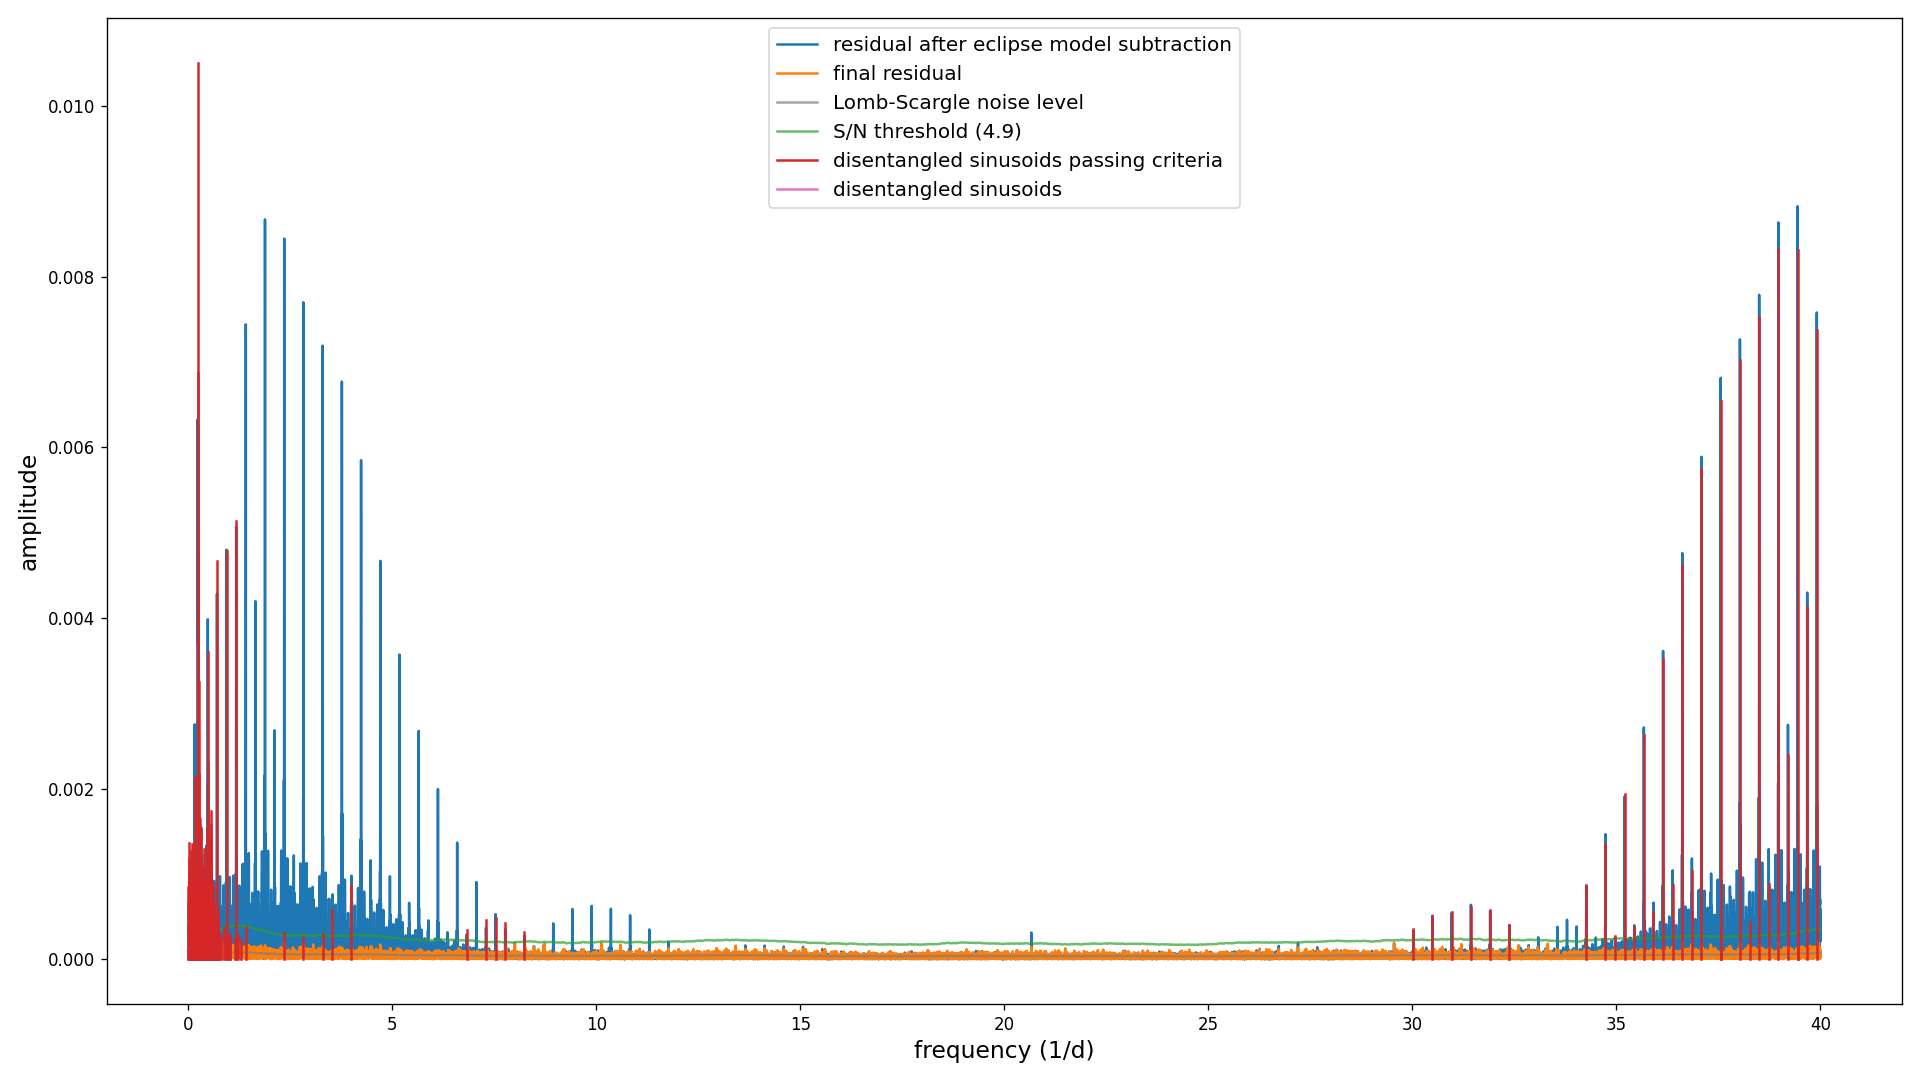 residual after eclipse model subtraction
final residual
Lomb-Scargle noise level
S/N threshold (4.9)
disentangled sinusoids passing criteria
disentangled sinusoids
amplitude
0.010
0.008
0.006
0.004
0.002
0.000
0 5 10 15 20 25 30 35 40
frequency (1/d)